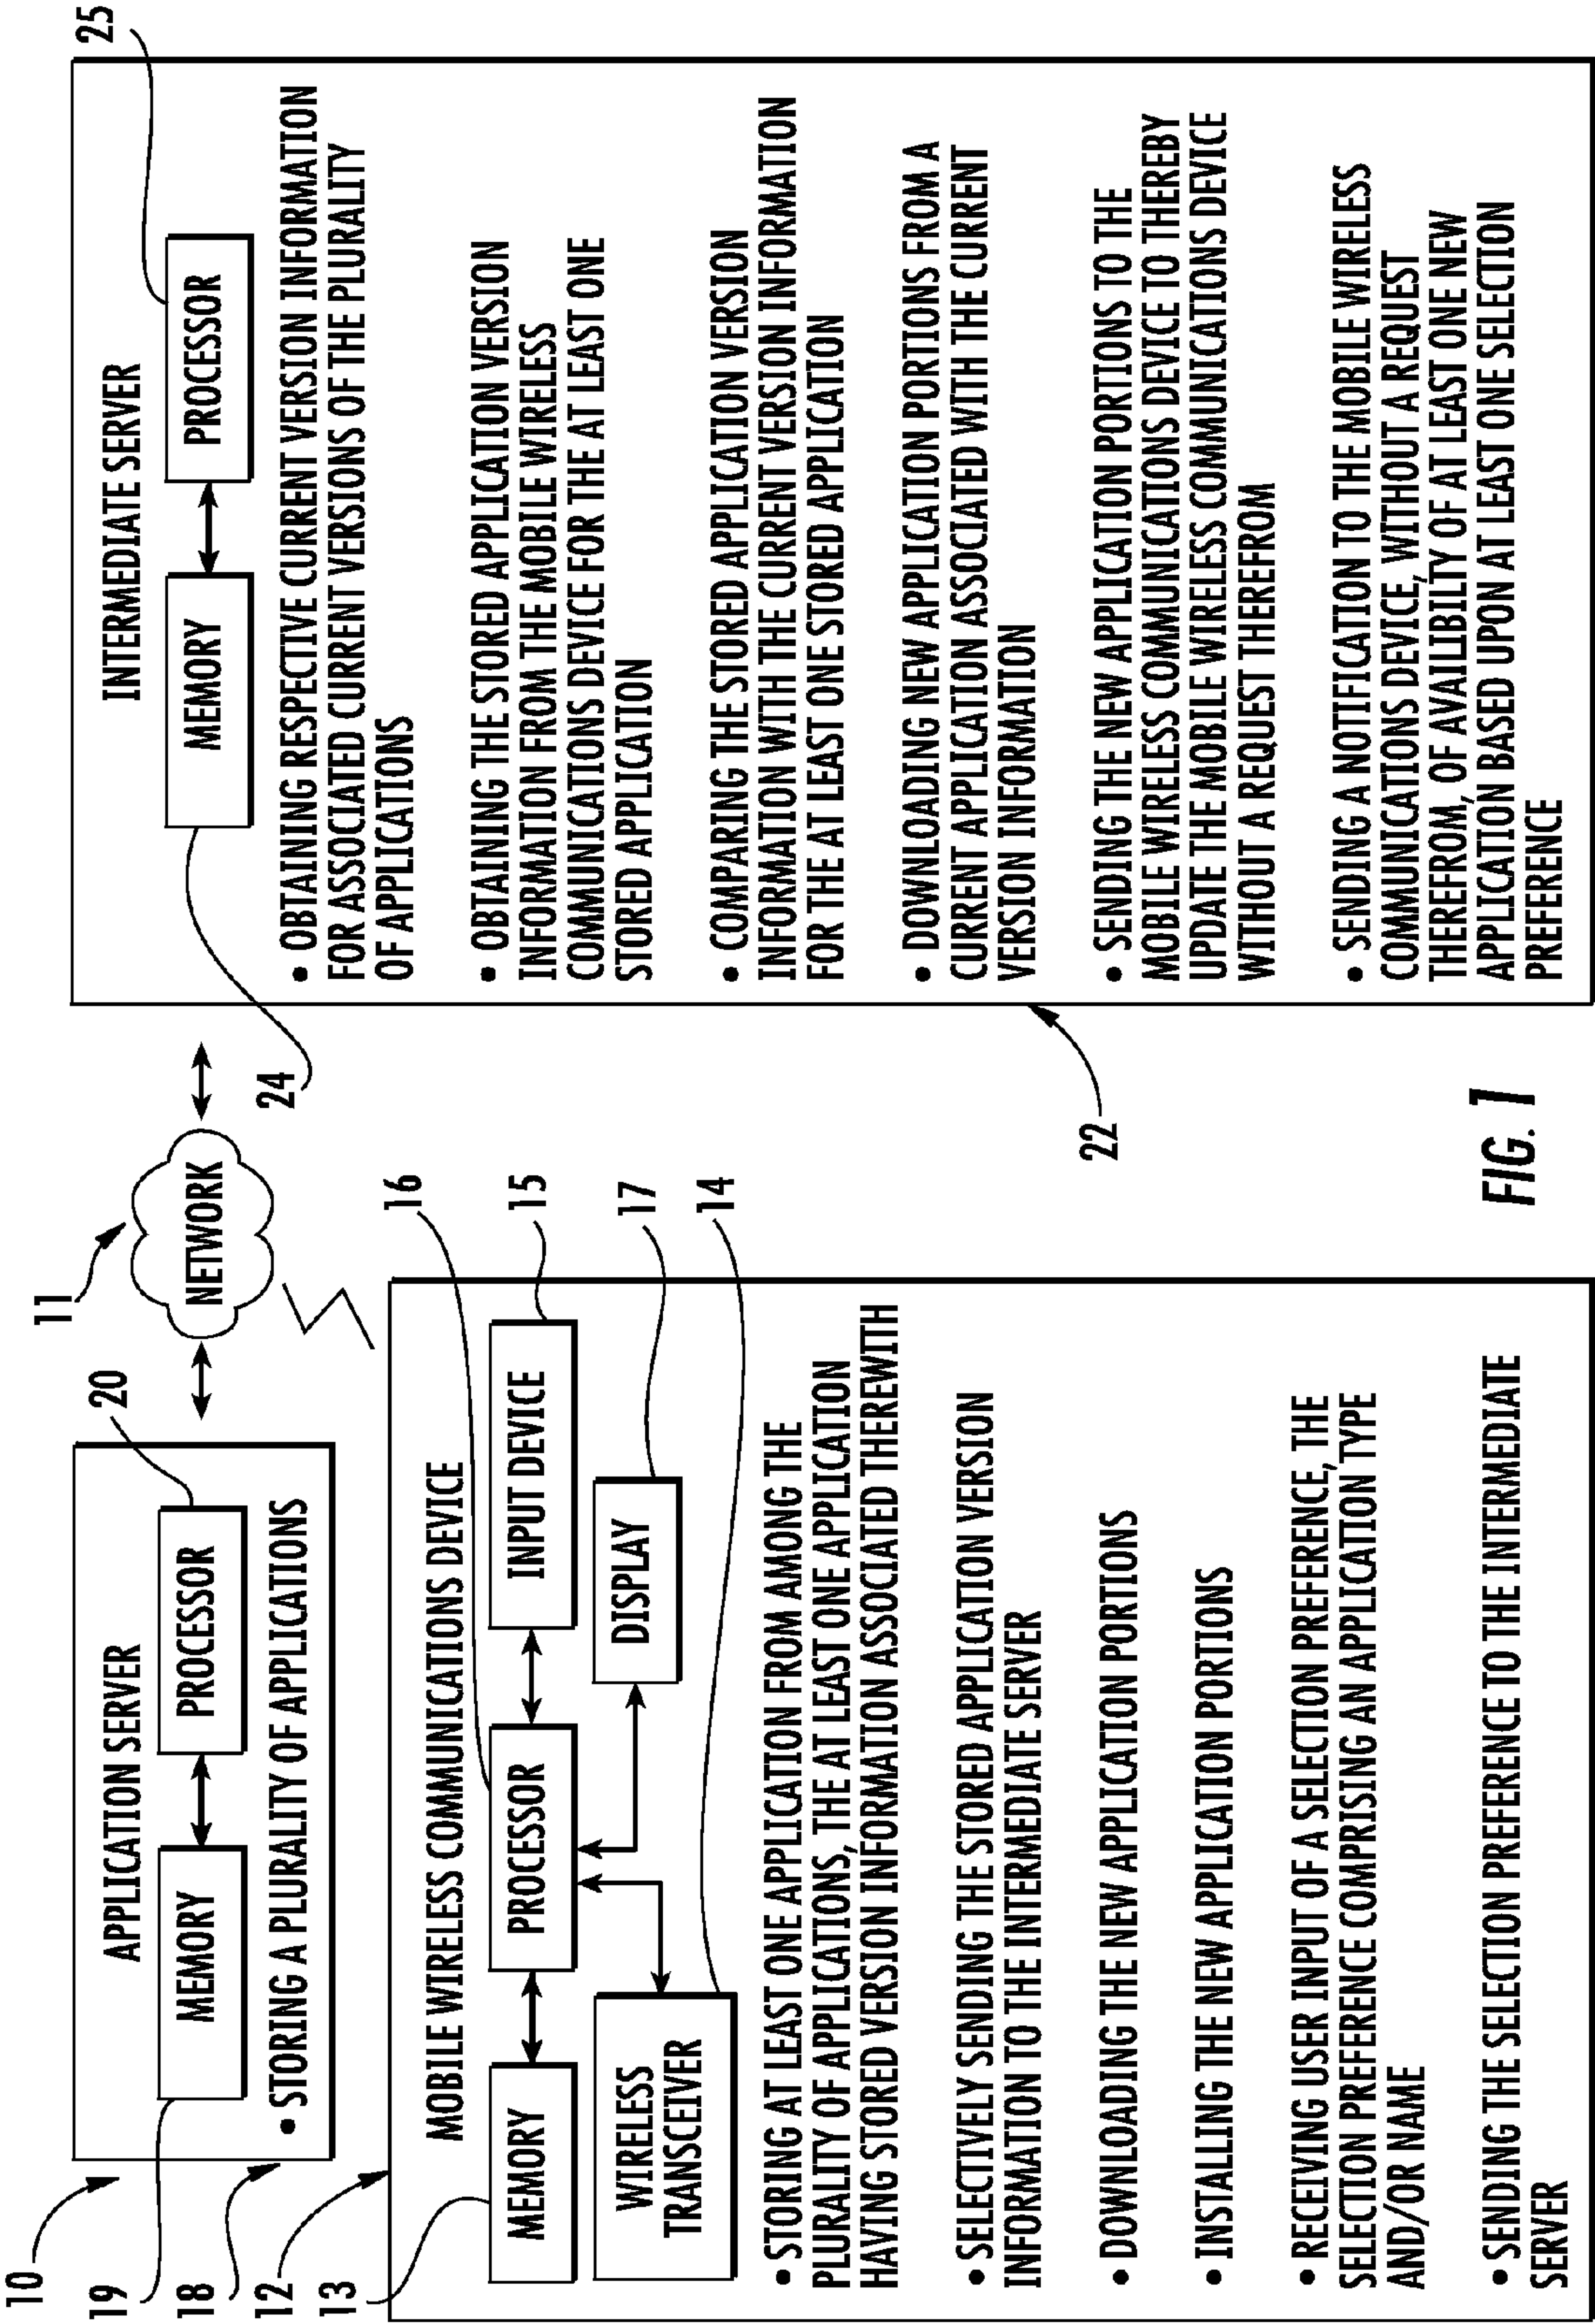 10
11
APPLICATION SERVER
20
MEMORY
PROCESSOR
19
• STORING A PLURALITY OF APPLICATIONS
18
NETWORK
12
MOBILE WIRELESS COMMUNICATIONS DEVICE
16
13
MEMORY
PROCESSOR
INPUT DEVICE
15
WIRELESS
TRANSCEIVER
DISPLAY
17
14
• STORING AT LEAST ONE APPLICATION FROM AMONG THE
PLURALITY OF APPLICATIONS, THE AT LEAST ONE APPLICATION
HAVING STORED VERSION INFORMATION ASSOCIATED THEREWITH
• SELECTIVELY SENDING THE STORED APPLICATION VERSION
INFORMATION TO THE INTERMEDIATE SERVER
• DOWNLOADING THE NEW APPLICATION PORTIONS
• INSTALLING THE NEW APPLICATION PORTIONS
• RECEIVING USER INPUT OF A SELECTION PREFERENCE, THE
SELECTION PREFERENCE COMPRISING AN APPLICATION TYPE
AND/OR NAME
• SENDING THE SELECTION PREFERENCE TO THE INTERMEDIATE
SERVER
INTERMEDIATE SERVER
25
MEMORY
PROCESSOR
24
• OBTAINING RESPECTIVE CURRENT VERSION INFORMATION
FOR ASSOCIATED CURRENT VERSIONS OF THE PLURALITY
OF APPLICATIONS
• OBTAINING THE STORED APPLICATION VERSION
INFORMATION FROM THE MOBILE WIRELESS
COMMUNICATIONS DEVICE FOR THE AT LEAST ONE
STORED APPLICATION
• COMPARING THE STORED APPLICATION VERSION
INFORMATION WITH THE CURRENT VERSION INFORMATION
FOR THE AT LEAST ONE STORED APPLICATION
• DOWNLOADING NEW APPLICATION PORTIONS FROM A
CURRENT APPLICATION ASSOCIATED WITH THE CURRENT
VERSION INFORMATION
• SENDING THE NEW APPLICATION PORTIONS TO THE
MOBILE WIRELESS COMMUNICATIONS DEVICE TO THEREBY
UPDATE THE MOBILE WIRELESS COMMUNICATIONS DEVICE
WITHOUT A REQUEST THEREFROM
• SENDING A NOTIFICATION TO THE MOBILE WIRELESS
COMMUNICATIONS DEVICE, WITHOUT A REQUEST
THEREFROM, OF AVAILIBILITY OF AT LEAST ONE NEW
APPLICATION BASED UPON AT LEAST ONE SELECTION
PREFERENCE
22
FIG. 1